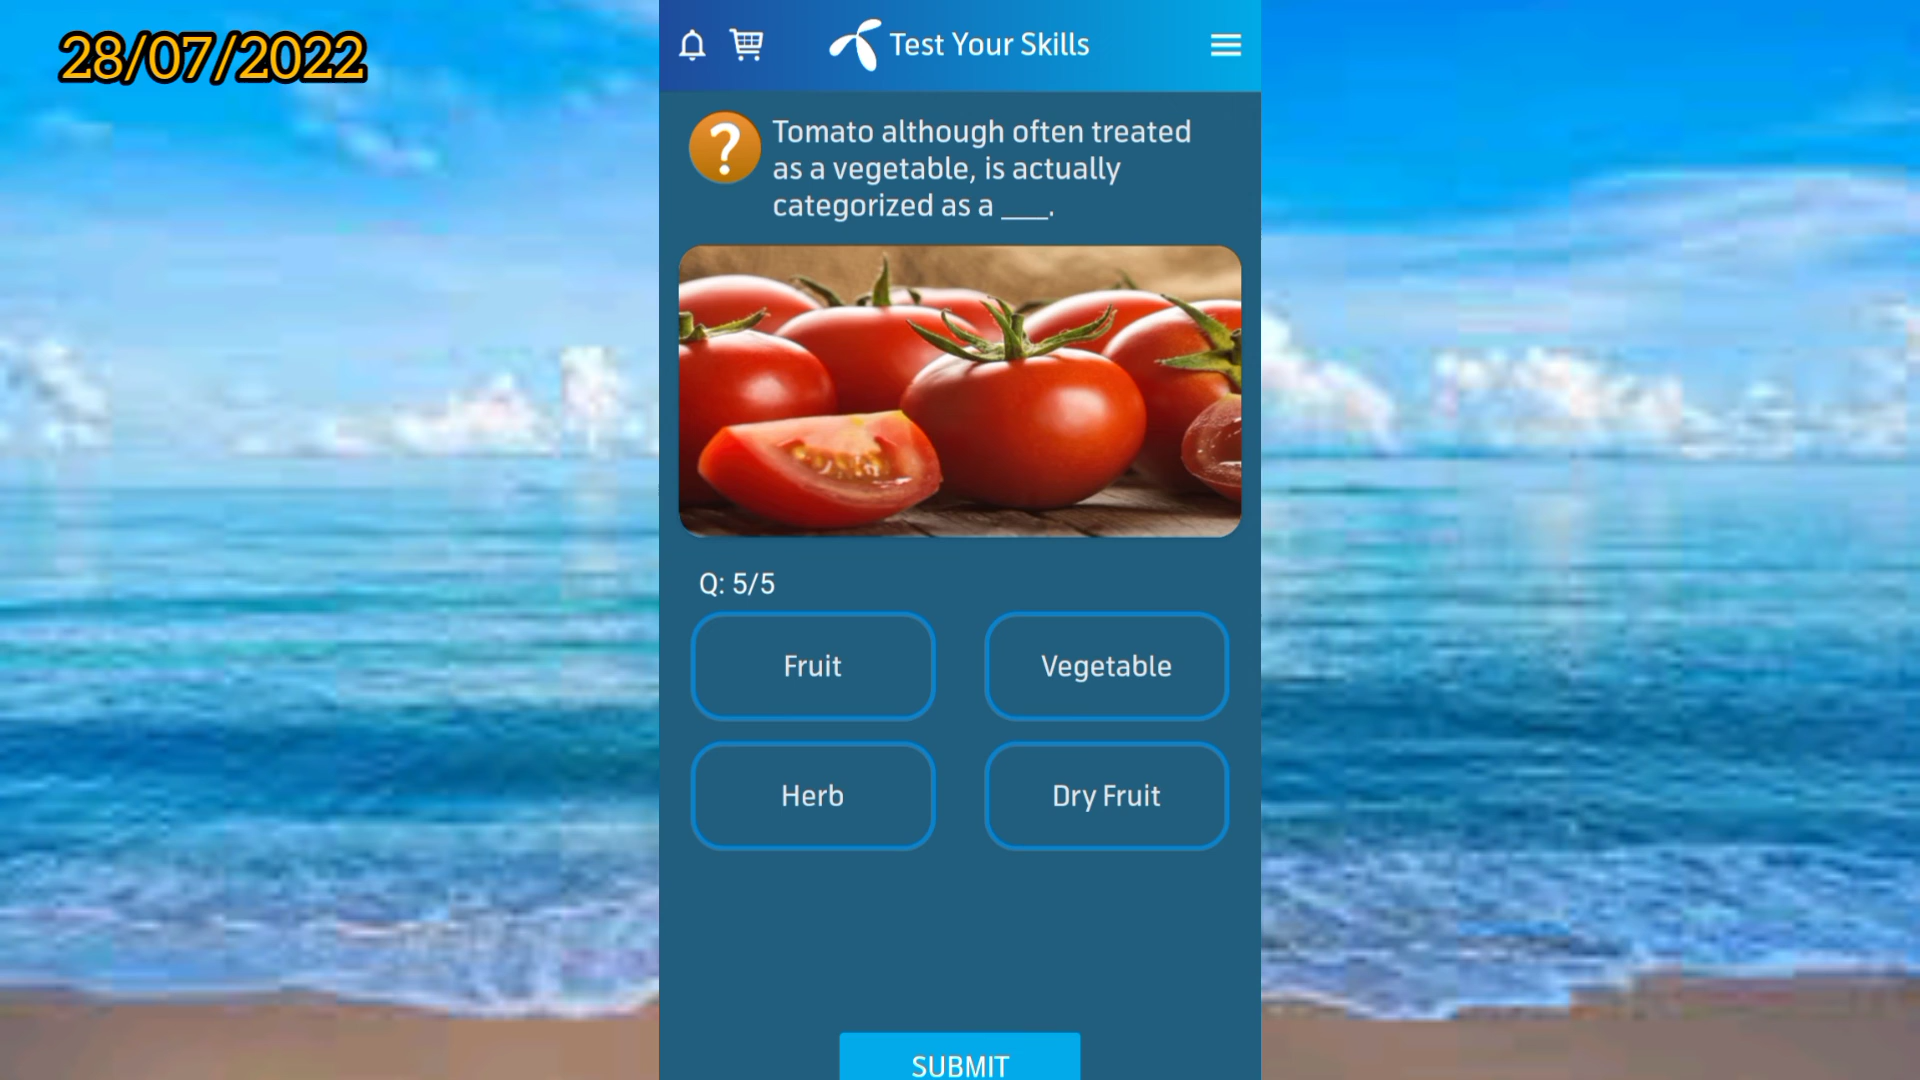 28/07/2022
Test Your Skills
?
Tomato although often treated
as a vegetable, is actually
categorized as a ___.
Q: 5/5
Fruit
Vegetable
Herb
Dry Fruit
SUBMIT